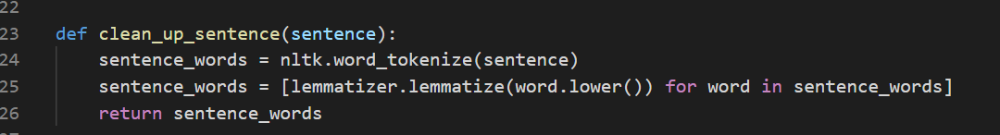 22
23 def clean_up_sentence(sentence):
24     sentence_words = nltk.word_tokenize(sentence)
25     sentence_words = [lemmatizer.lemmatize(word.lower()) for word in sentence_words]
26     return sentence_words